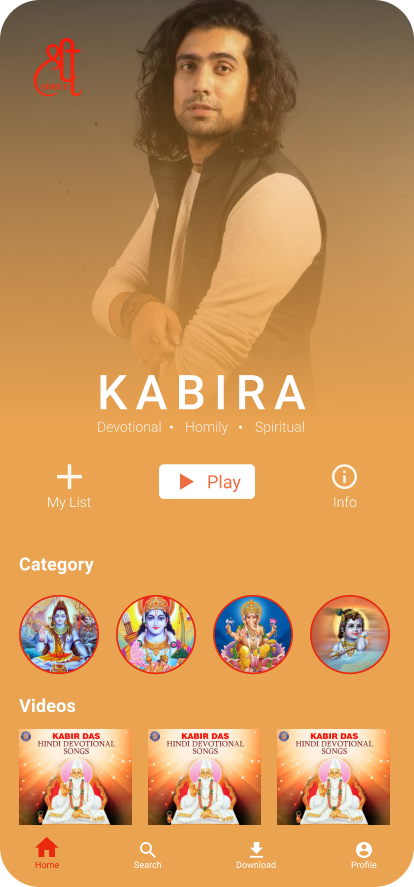 श्री
KABIRA
Devotional • Homily • Spiritual
My List
Play
Info
Category
Videos
KABIR DAS
HINDI DEVOTIONAL
SONGS
KABIR DAS
HINDI DEVOTIONAL
SONGS
KABIR DAS
HINDI DEVOTIONAL
SONGS
Home
Search
Download
Profile